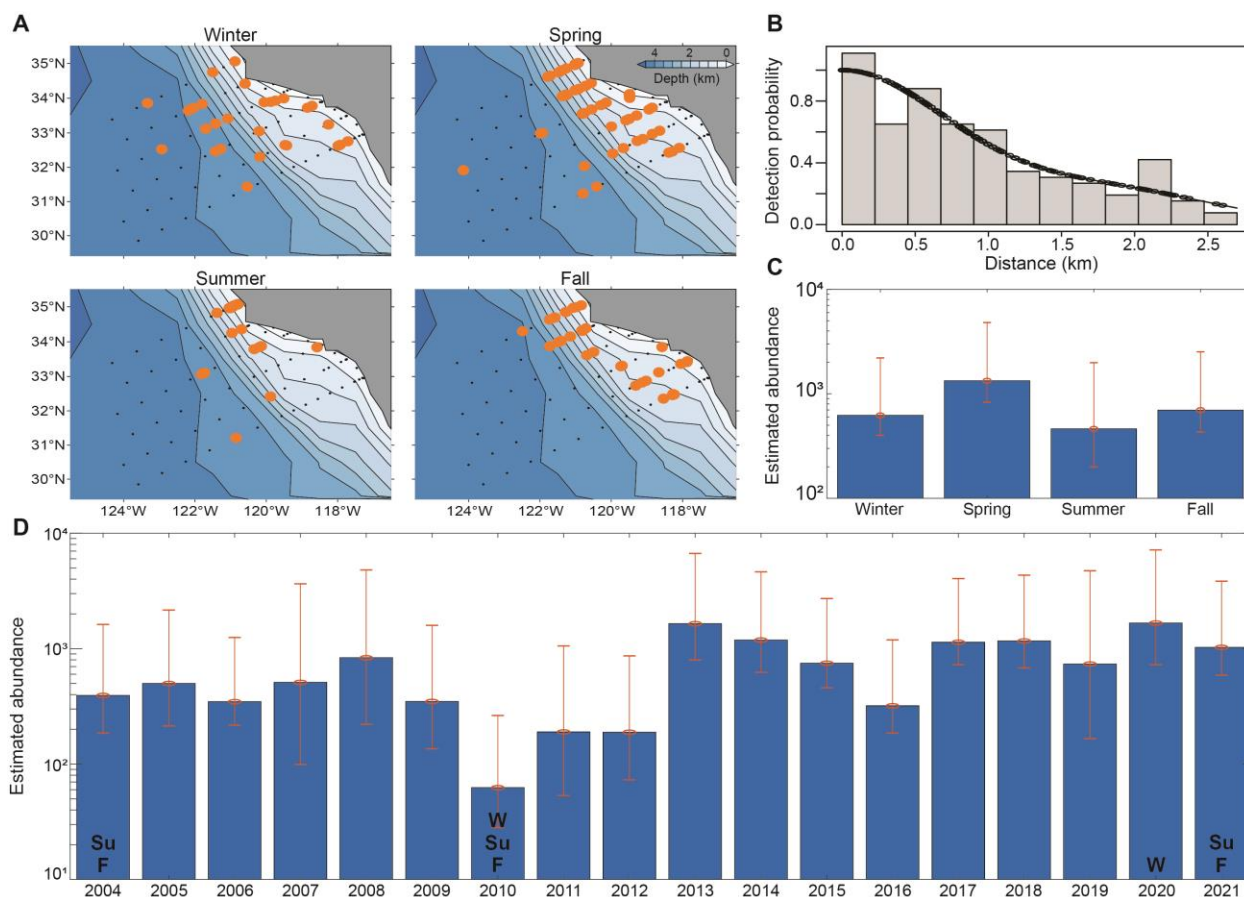 A
Winter
Spring
35°N
34°N
33°N
32°N
31°N
30°N
4 2 0
Depth (km)
Summer
Fall
35°N
34°N
33°N
32°N
31°N
30°N
124°W 122°W 120°W 118°W
124°W 122°W 120°W 118°W
B
Detection probability
0.8
0.4
0.0
0.0 0.5 1.0 1.5 2.0 2.5
Distance (km)
C
Estimated abundance
10⁴
10³
10²
Winter Spring Summer Fall
D
Estimated abundance
10⁴
10³
10²
10¹
Su
F
W
Su
F
W
Su
F
2004 2005 2006 2007 2008 2009 2010 2011 2012 2013 2014 2015 2016 2017 2018 2019 2020 2021